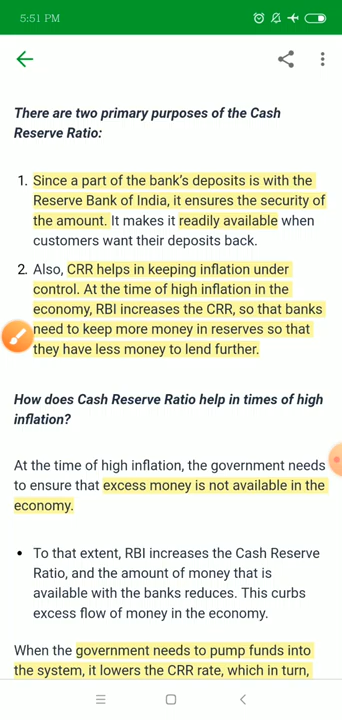 5:51 PM
There are two primary purposes of the Cash
Reserve Ratio:
1. Since a part of the bank's deposits is with the
Reserve Bank of India, it ensures the security of
the amount. It makes it readily available when
customers want their deposits back.
2. Also, CRR helps in keeping inflation under
control. At the time of high inflation in the
economy, RBI increases the CRR, so that banks
need to keep more money in reserves so that
they have less money to lend further.
How does Cash Reserve Ratio help in times of high
inflation?
At the time of high inflation, the government needs
to ensure that excess money is not available in the
economy.
• To that extent, RBI increases the Cash Reserve
Ratio, and the amount of money that is
available with the banks reduces. This curbs
excess flow of money in the economy.
When the government needs to pump funds into
the system, it lowers the CRR rate, which in turn,